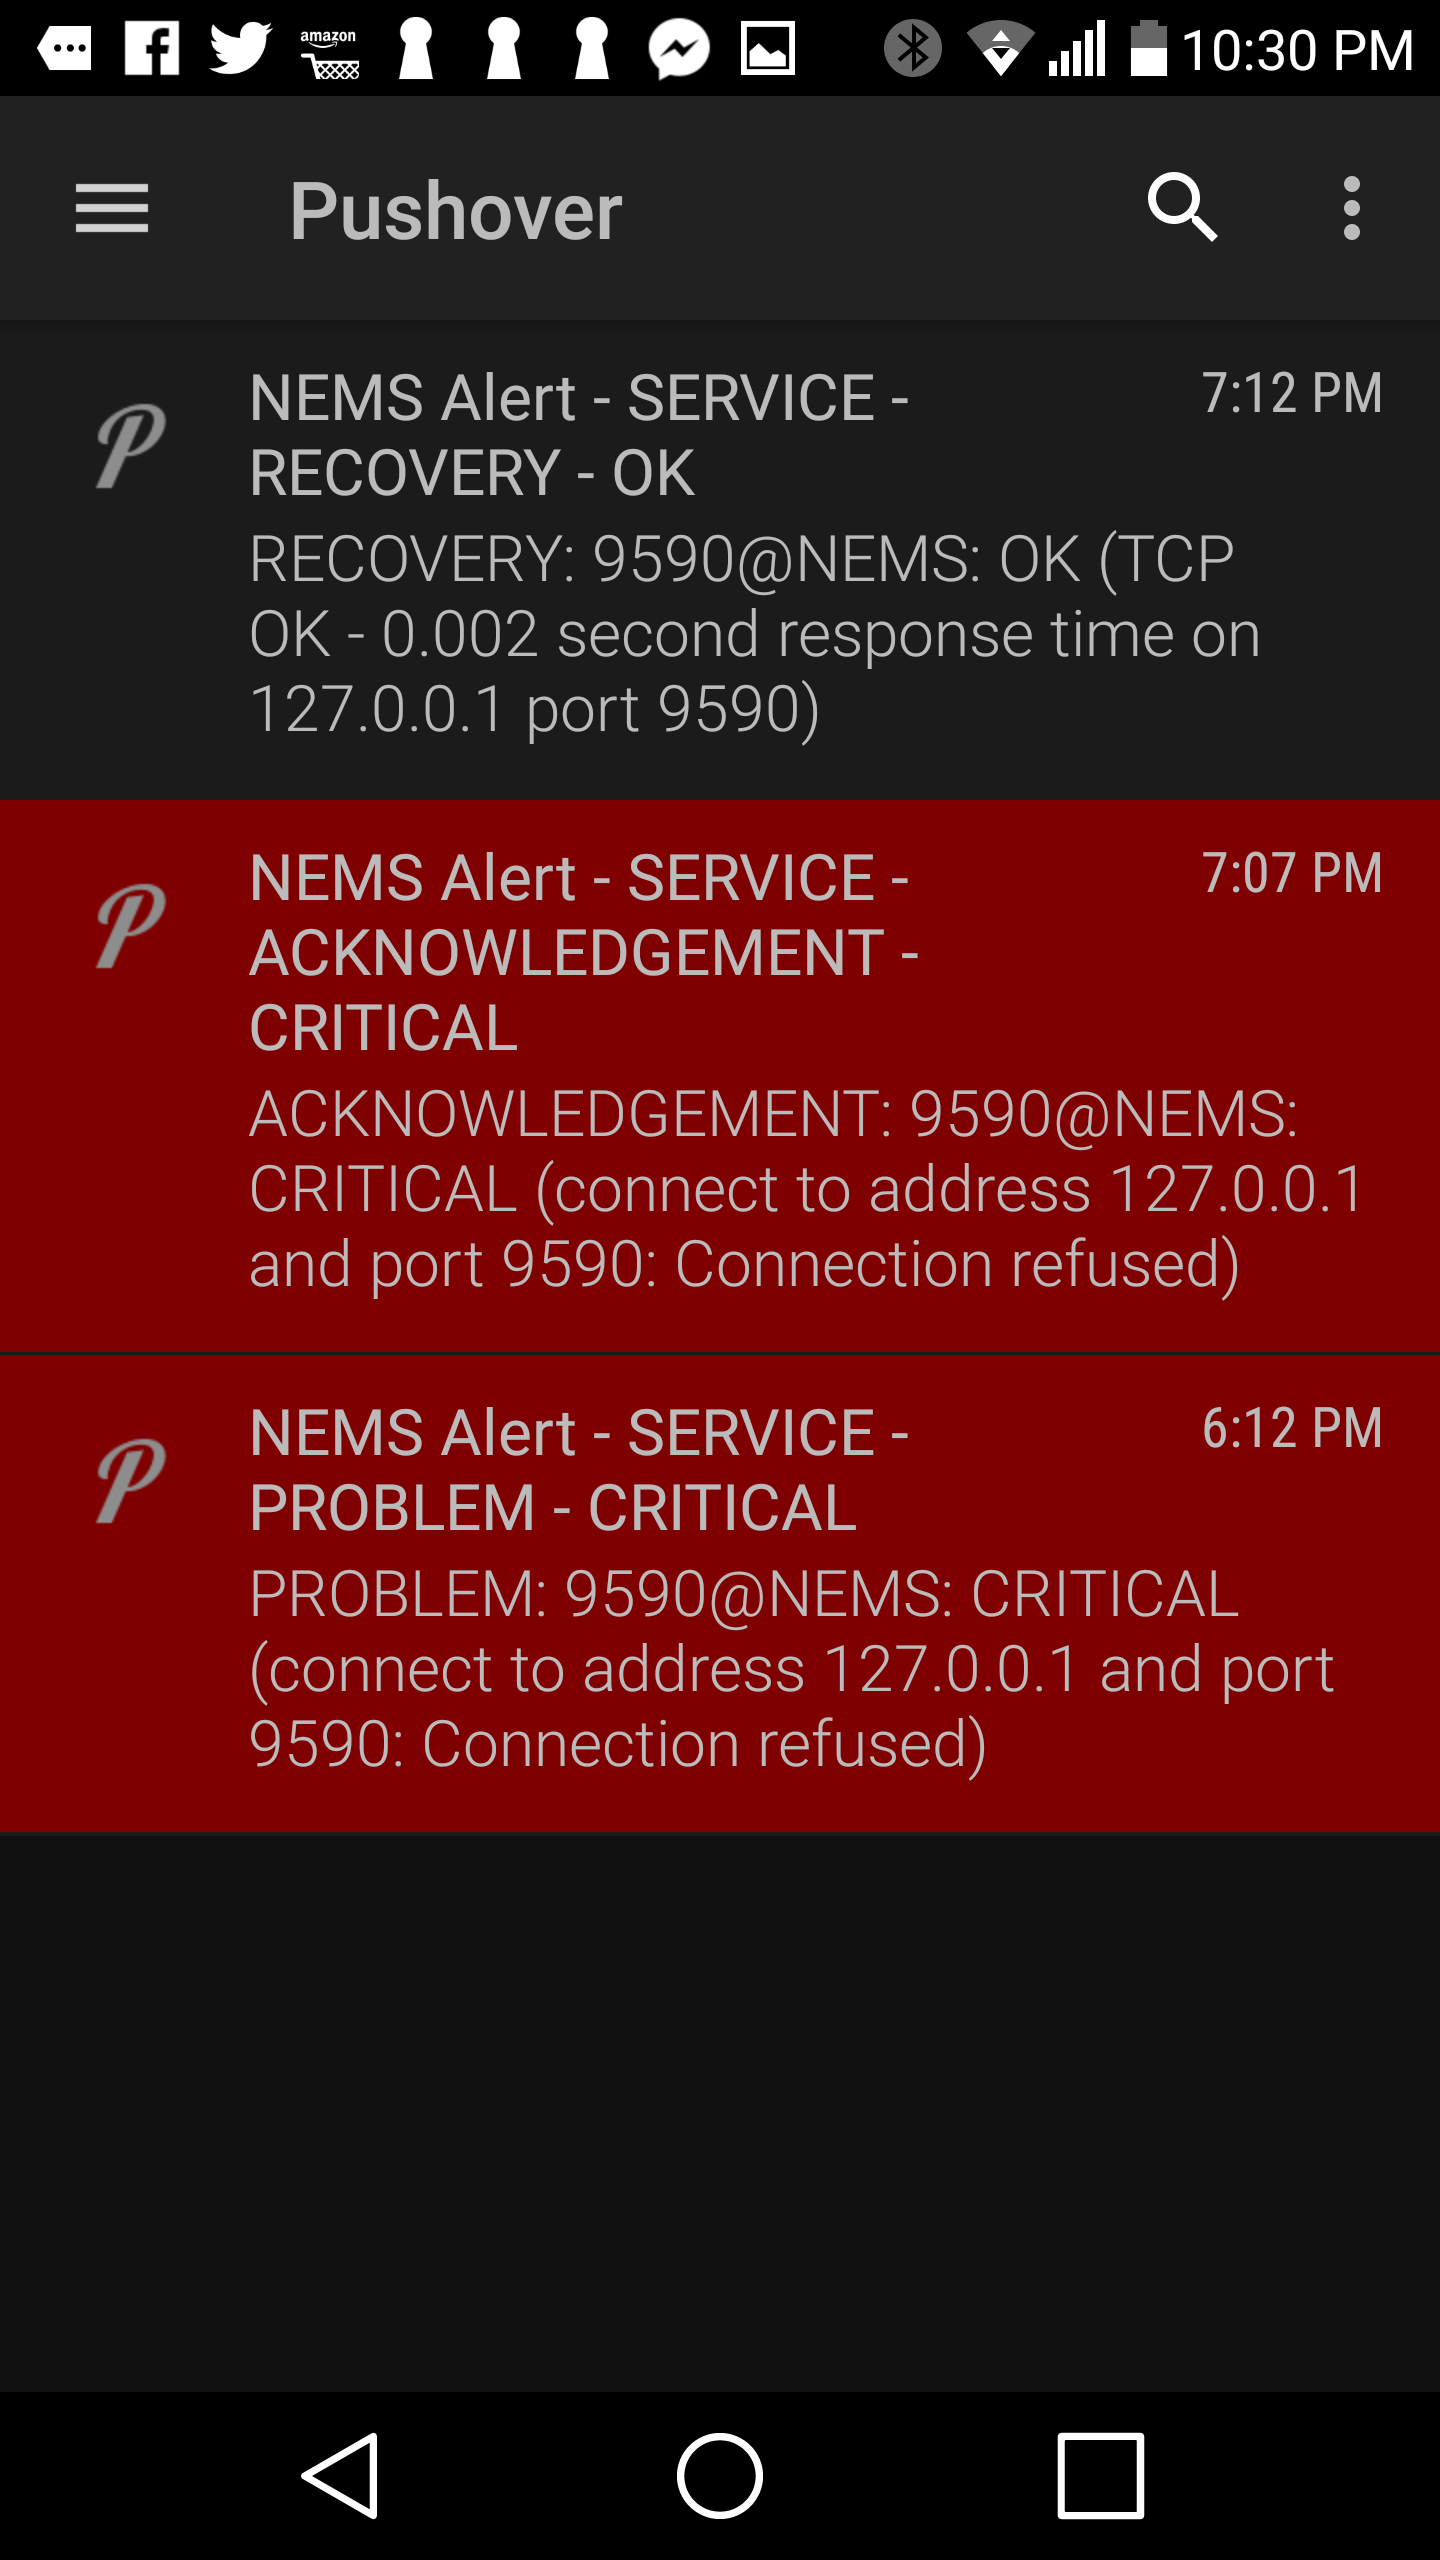 amazon
10:30 PM
Pushover
NEMS Alert - SERVICE -
7:12 PM
RECOVERY - OK
RECOVERY: 9590@NEMS: OK (TCP
OK - 0.002 second response time on
127.0.0.1 port 9590)
NEMS Alert - SERVICE -
7:07 PM
ACKNOWLEDGEMENT -
CRITICAL
ACKNOWLEDGEMENT: 9590@NEMS:
CRITICAL (connect to address 127.0.0.1
and port 9590: Connection refused)
NEMS Alert - SERVICE -
6:12 PM
PROBLEM - CRITICAL
PROBLEM: 9590@NEMS: CRITICAL
(connect to address 127.0.0.1 and port
9590: Connection refused)